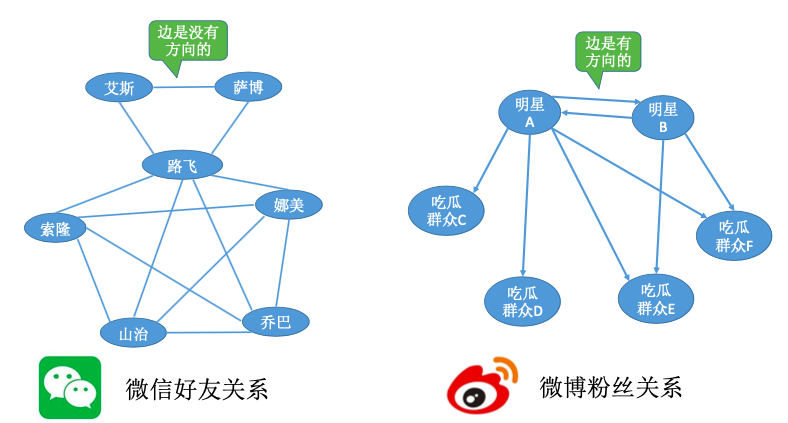 边是没有
方向的
艾斯
萨博
路飞
娜美
索隆
山治
乔巴
微信好友关系
边是有
方向的
明星
A
明星
B
吃瓜
群众C
吃瓜
群众F
吃瓜
群众D
吃瓜
群众E
微博粉丝关系